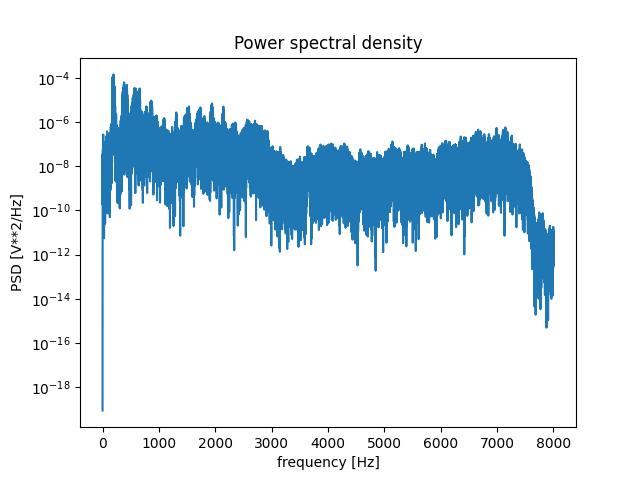 Power spectral density
PSD [V**2/Hz]
10⁻⁴
10⁻⁶
10⁻⁸
10⁻¹⁰
10⁻¹²
10⁻¹⁴
10⁻¹⁶
10⁻¹⁸
0 1000 2000 3000 4000 5000 6000 7000 8000
frequency [Hz]